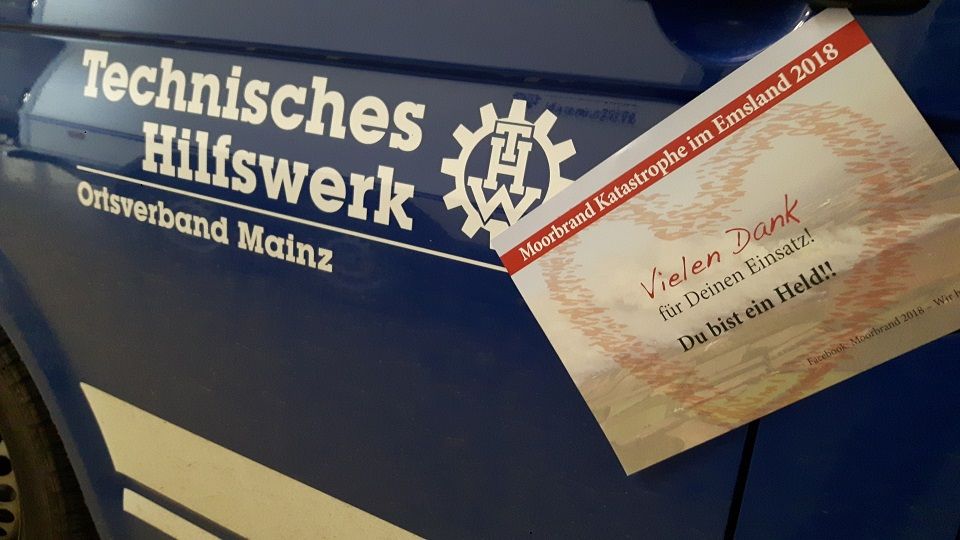 Technisches
Hilfswerk
Ortsverband Mainz
THW
Moorbrand Katastrophe im Emsland 2018
Vielen Dank
für Deinen Einsatz!
Du bist ein Held!!
Facebook: Moorbrand 2018 – Wir